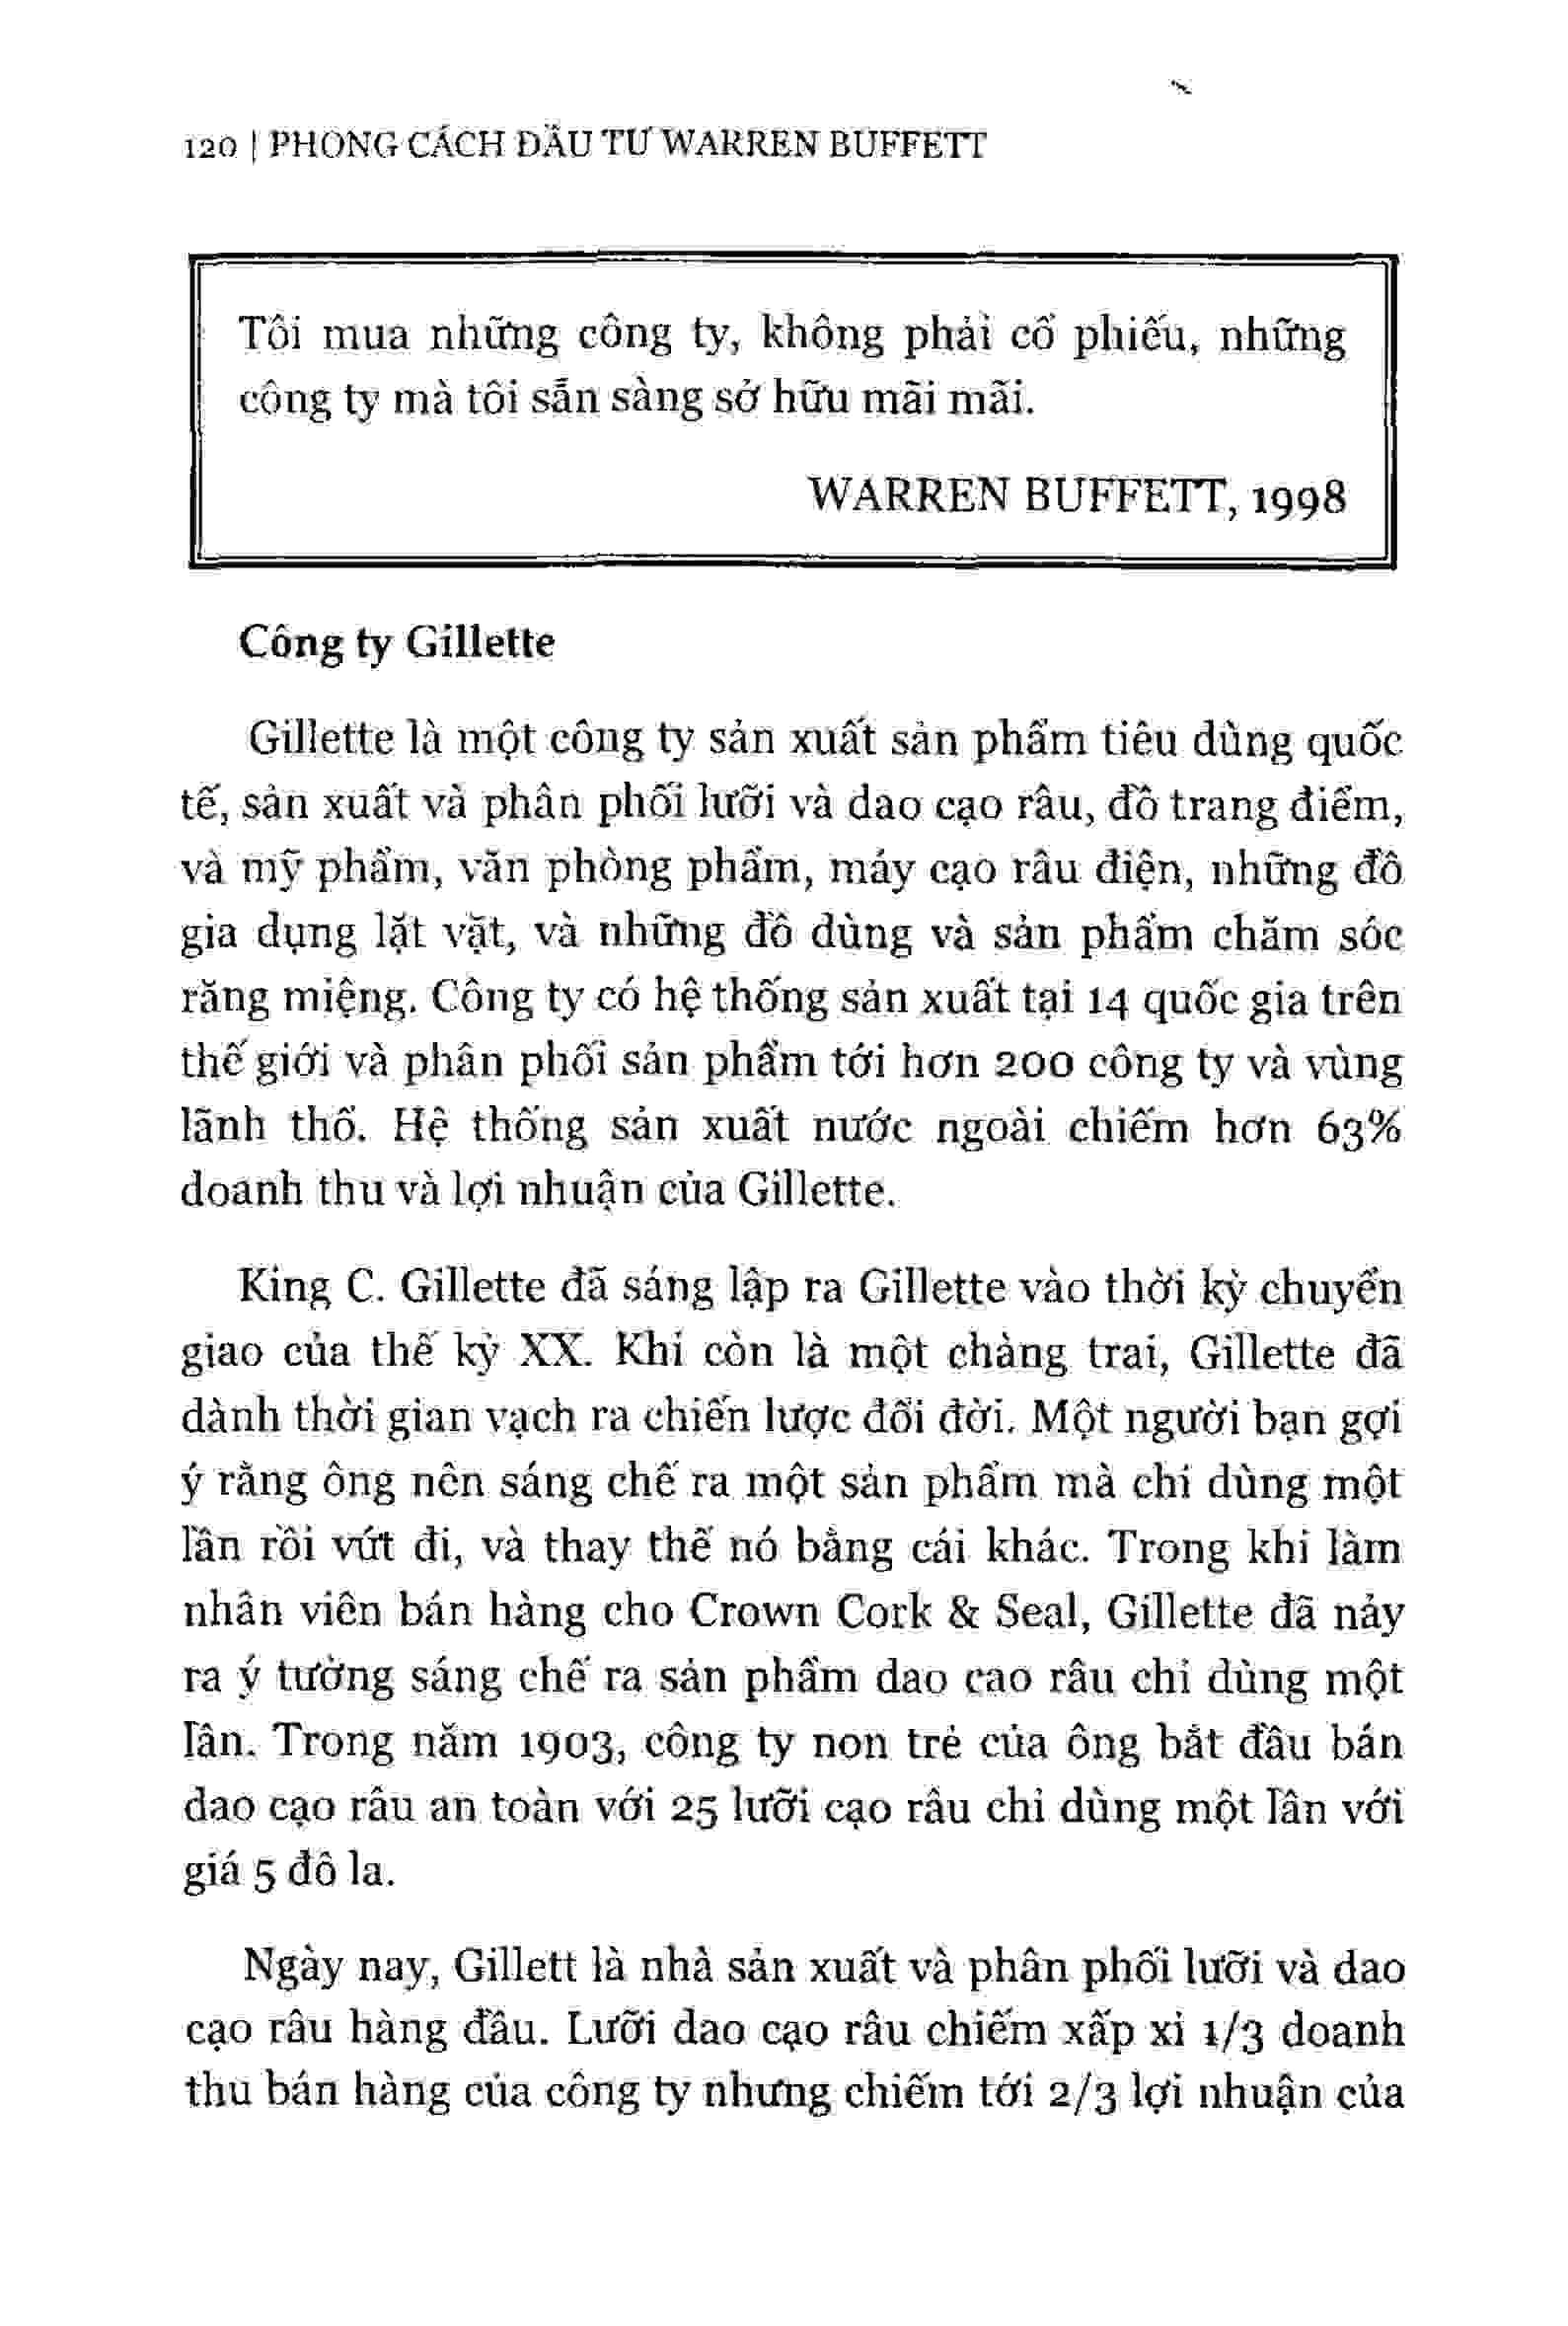 120 | PHONG CÁCH ĐẦU TƯ WARREN BUFFETT
Tôi mua những công ty, không phải cổ phiếu, những
công ty mà tôi sẵn sàng sở hữu mãi mãi.
WARREN BUFFETT, 1998
Công ty Gillette
Gillette là một công ty sản xuất sản phẩm tiêu dùng quốc
tế, sản xuất và phân phối lưỡi và dao cạo râu, đồ trang điểm,
và mỹ phẩm, văn phòng phẩm, máy cạo râu điện, những đồ
gia dụng lặt vặt, và những đồ dùng và sản phẩm chăm sóc
răng miệng. Công ty có hệ thống sản xuất tại 14 quốc gia trên
thế giới và phân phối sản phẩm tới hơn 200 công ty và vùng
lãnh thổ. Hệ thống sản xuất nước ngoài chiếm hơn 63%
doanh thu và lợi nhuận của Gillette.
King C. Gillette đã sáng lập ra Gillette vào thời kỳ chuyển
giao của thế kỷ XX. Khi còn là một chàng trai, Gillette đã
dành thời gian vạch ra chiến lược đổi đời. Một người bạn gợi
ý rằng ông nên sáng chế ra một sản phẩm mà chỉ dùng một
lần rồi vứt đi, và thay thế nó bằng cái khác. Trong khi làm
nhân viên bán hàng cho Crown Cork & Seal, Gillette đã nảy
ra ý tưởng sáng chế ra sản phẩm dao cao râu chỉ dùng một
lần. Trong năm 1903, công ty non trẻ của ông bắt đầu bán
dao cạo râu an toàn với 25 lưỡi cạo râu chỉ dùng một lần với
giá 5 đô la.
Ngày nay, Gillett là nhà sản xuất và phân phối lưỡi và dao
cạo râu hàng đầu. Lưỡi dao cạo râu chiếm xấp xỉ 1/3 doanh
thu bán hàng của công ty nhưng chiếm tới 2/3 lợi nhuận của